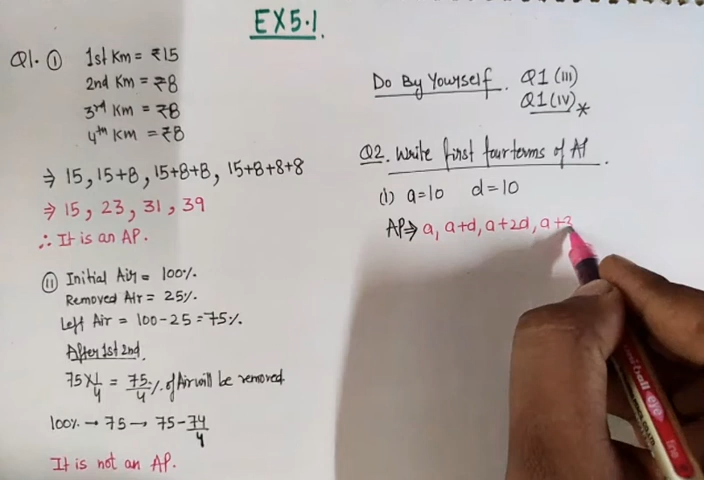 EX5.1.
Q1. (i) 1st Km = ₹15
2nd Km = ₹8
3rd Km = ₹8
4th Km = ₹8
⇒ 15, 15+8, 15+8+8, 15+8+8+8
⇒ 15, 23, 31, 39
∴ It is an AP.
(ii) Initial Air = 100%.
Removed Air = 25%.
Left Air = 100-25 = 75%.
After 1st 2nd.
75 × 1/4 = 75/4 % of Air will be removed
100% → 75 → 75 - 74/4
It is not an AP.
Do By Yourself. Q1 (iii)
Q1 (iv) *
Q2. Write first four terms of AP.
(i) a=10 d=10
AP ⇒ a, a+d, a+2d, a+3
uni ball eye